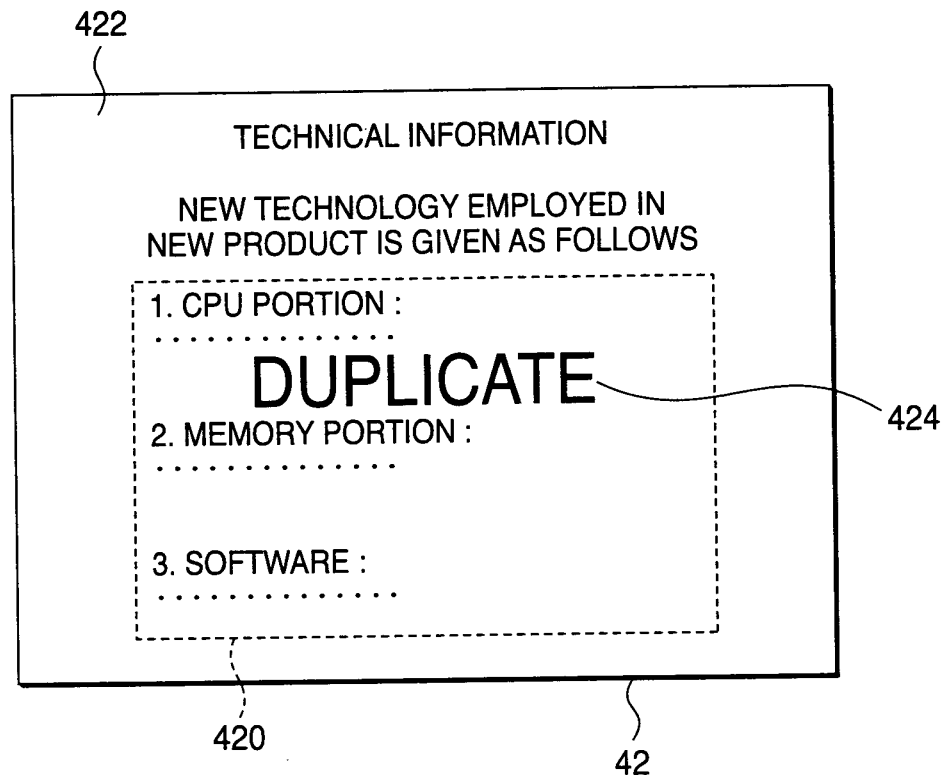 422
TECHNICAL INFORMATION
NEW TECHNOLOGY EMPLOYED IN
NEW PRODUCT IS GIVEN AS FOLLOWS
1. CPU PORTION :
. . . . . . . . . . . . . .
DUPLICATE
424
2. MEMORY PORTION :
. . . . . . . . . . . . . .
3. SOFTWARE :
. . . . . . . . . . . . . .
420
42